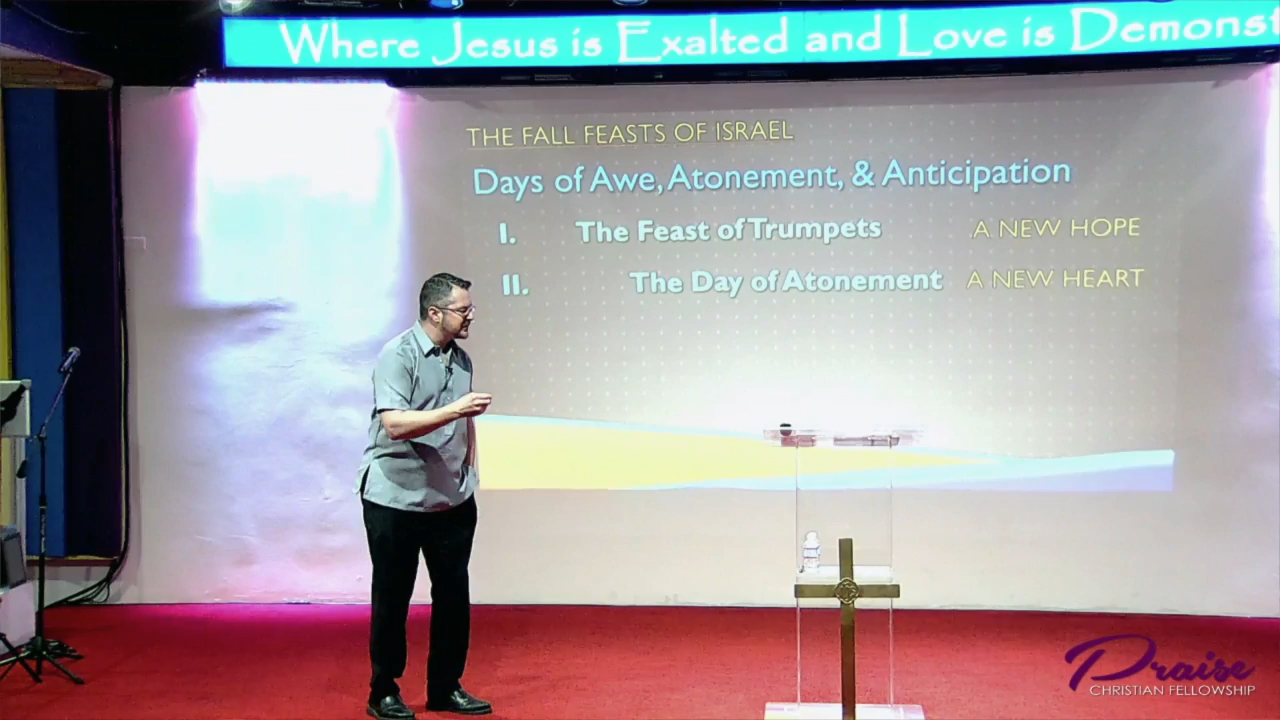 Where Jesus is Exalted and Love is Demonst
THE FALL FEASTS OF ISRAEL
Days of Awe, Atonement, & Anticipation
I. The Feast of Trumpets A NEW HOPE
II. The Day of Atonement A NEW HEART
Praise
CHRISTIAN FELLOWSHIP